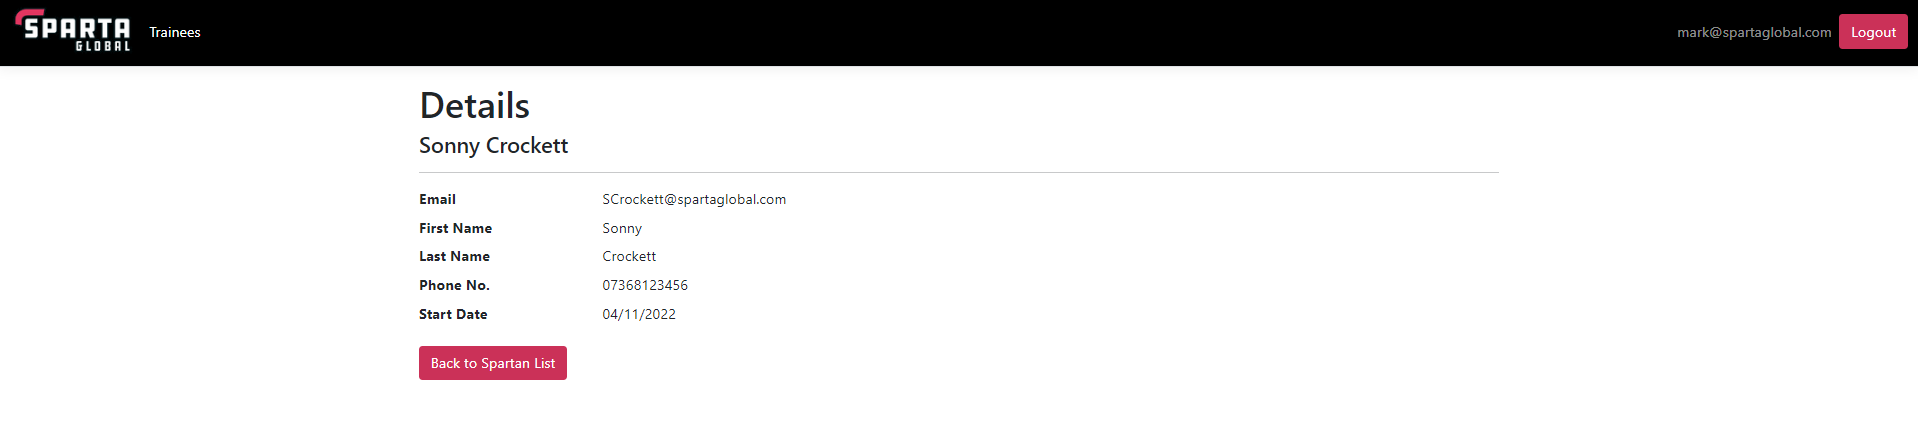 SPARTA
GLOBAL
Trainees
mark@spartaglobal.com
Logout
Details
Sonny Crockett
Email SCrockett@spartaglobal.com
First Name Sonny
Last Name Crockett
Phone No. 07368123456
Start Date 04/11/2022
Back to Spartan List